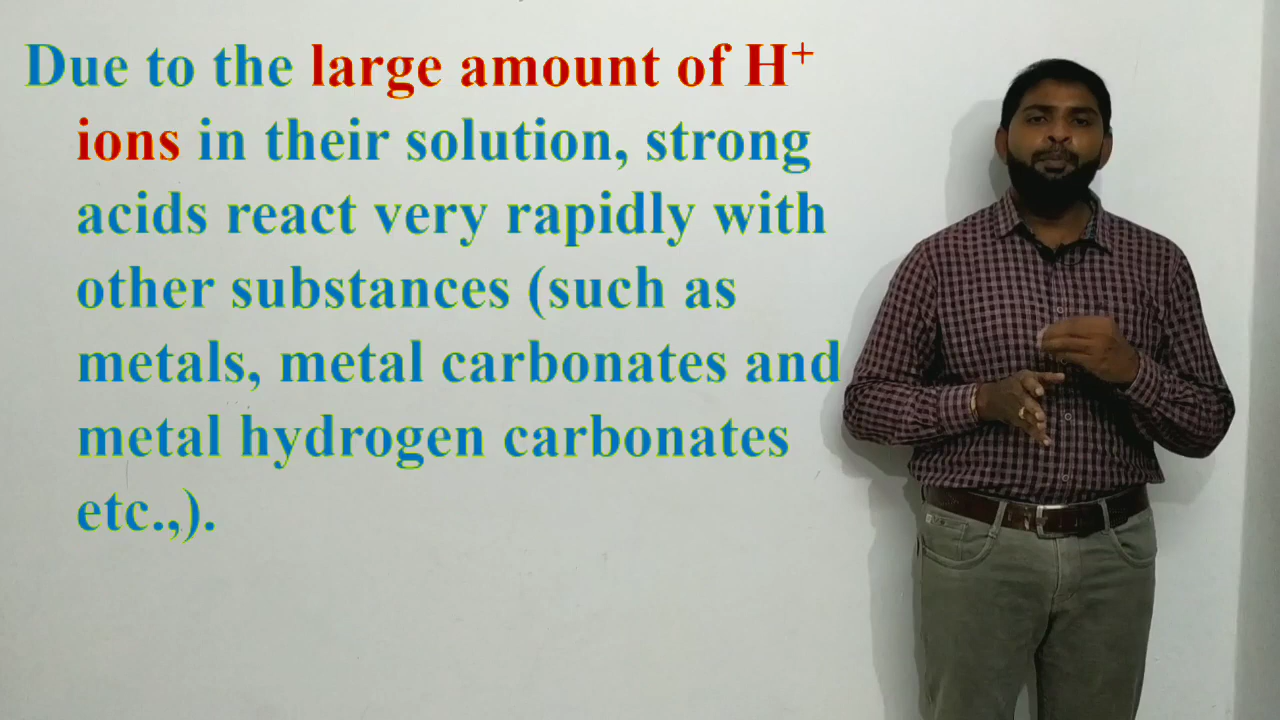 Due to the large amount of H⁺
ions in their solution, strong
acids react very rapidly with
other substances (such as
metals, metal carbonates and
metal hydrogen carbonates
etc.,).